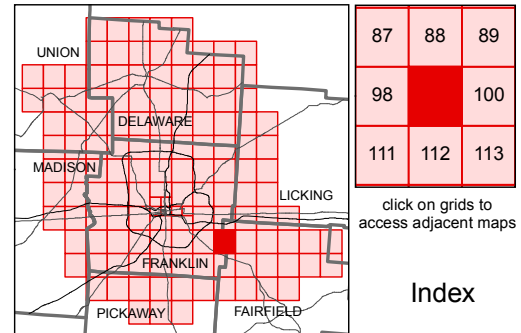 UNION
DELAWARE
MADISON
LICKING
FRANKLIN
PICKAWAY
FAIRFIELD
87 88 89
98 100
111 112 113
click on grids to
access adjacent maps
Index